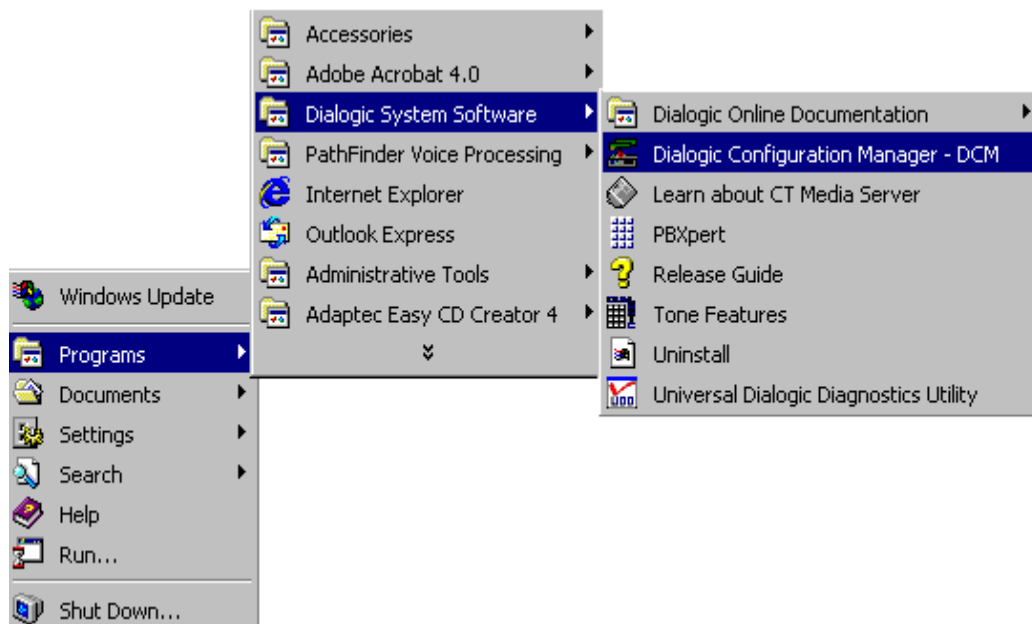 Accessories
Adobe Acrobat 4.0
Dialogic System Software
PathFinder Voice Processing
Internet Explorer
Outlook Express
Administrative Tools
Adaptec Easy CD Creator 4
Dialogic Online Documentation
Dialogic Configuration Manager - DCM
Learn about CT Media Server
PBXpert
Release Guide
Tone Features
Uninstall
Universal Dialogic Diagnostics Utility
Windows Update
Programs
Documents
Settings
Search
Help
Run...
Shut Down...